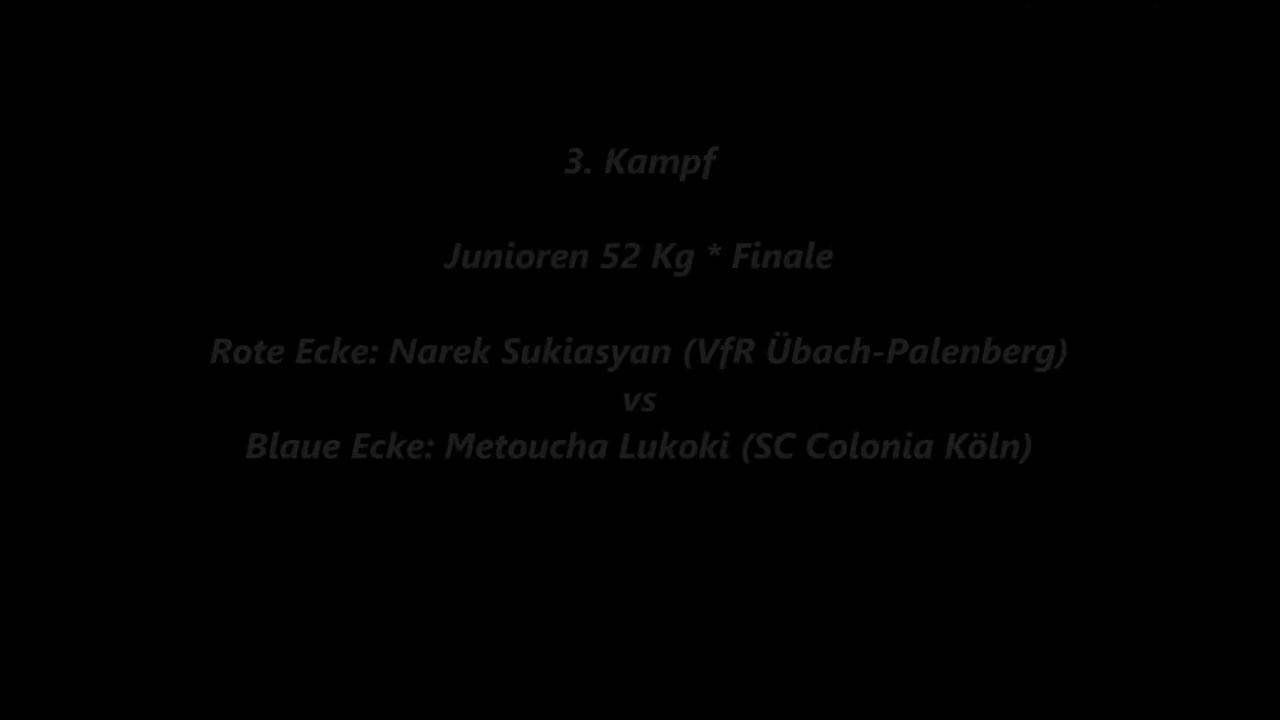 3. Kampf
Junioren 52 Kg * Finale
Rote Ecke: Narek Sukiasyan (VfR Übach-Palenberg)
vs
Blaue Ecke: Metoucha Lukoki (SC Colonia Köln)